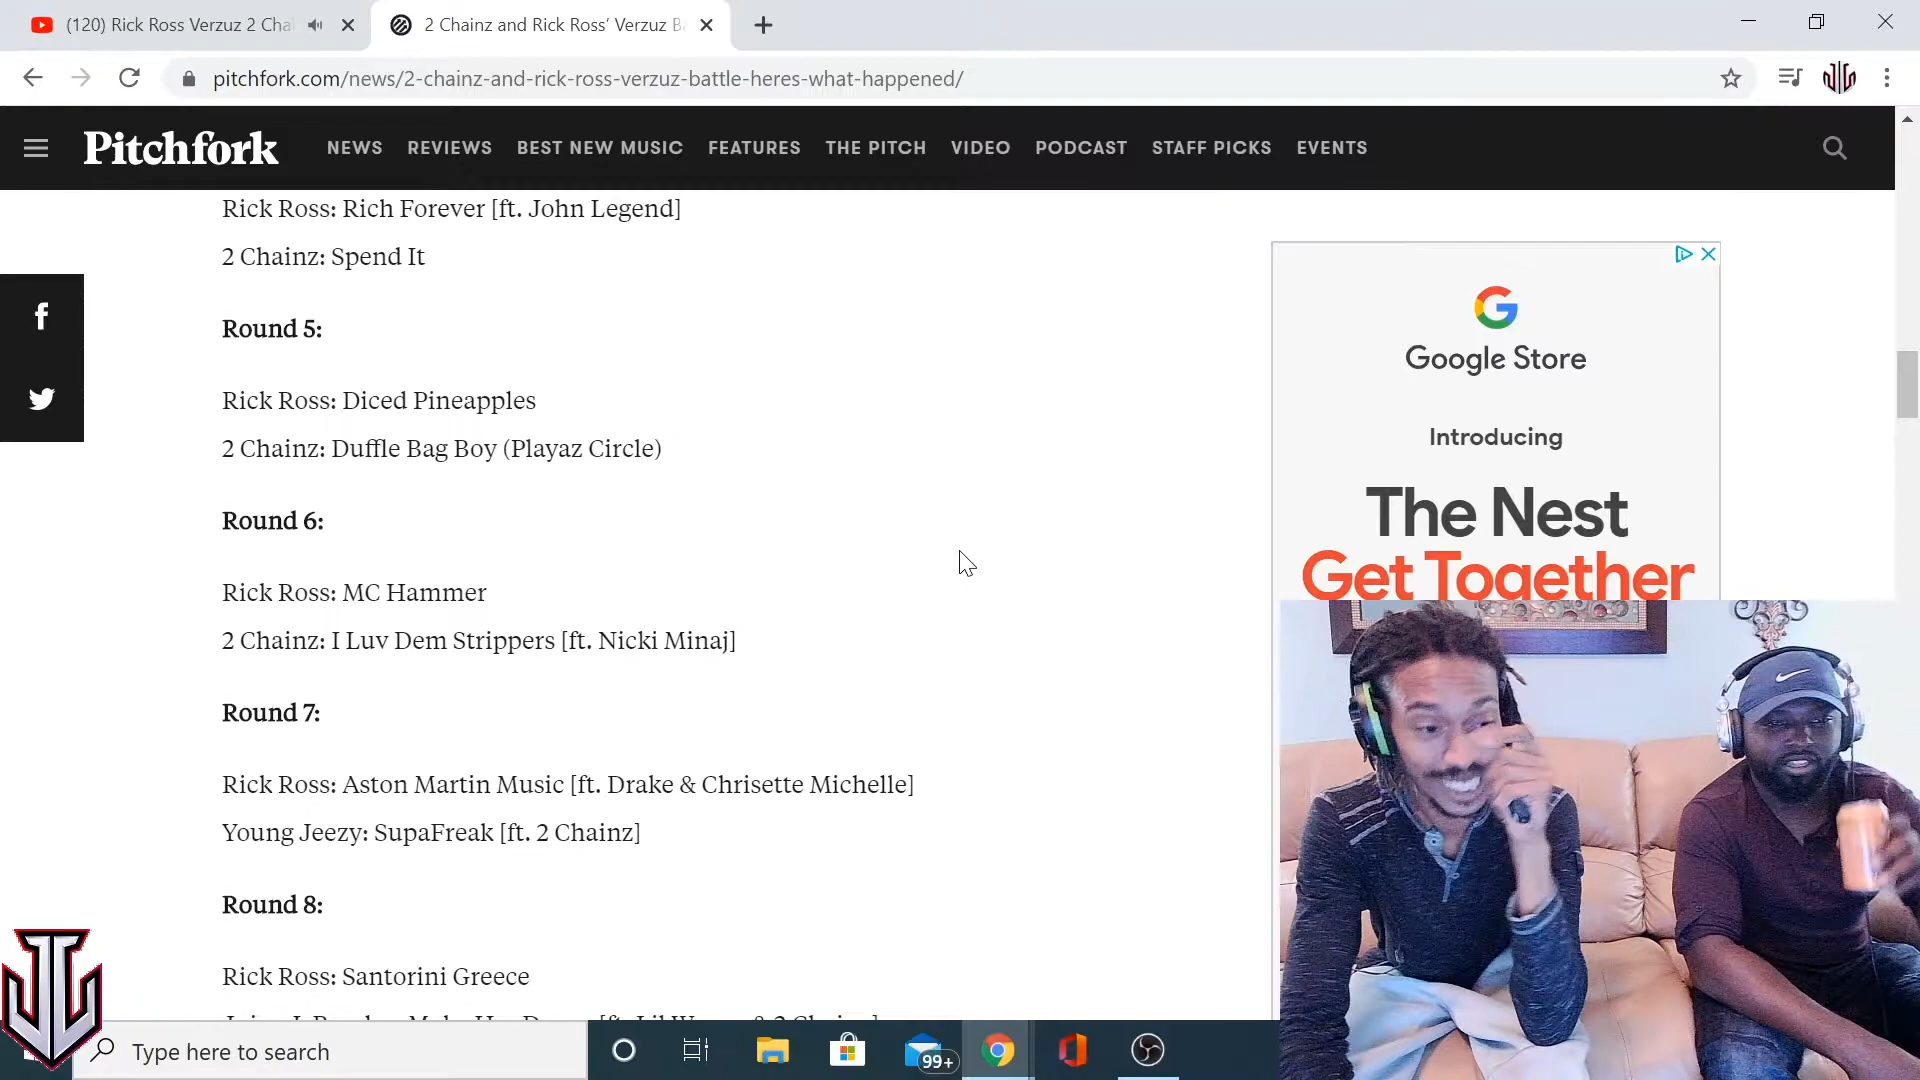 (120) Rick Ross Verzuz 2 Cha
2 Chainz and Rick Ross’ Verzuz B
pitchfork.com/news/2-chainz-and-rick-ross-verzuz-battle-heres-what-happened/
Pitchfork
NEWS REVIEWS BEST NEW MUSIC FEATURES THE PITCH VIDEO PODCAST STAFF PICKS EVENTS
Rick Ross: Rich Forever [ft. John Legend]
2 Chainz: Spend It
Round 5:
Rick Ross: Diced Pineapples
2 Chainz: Duffle Bag Boy (Playaz Circle)
Round 6:
Rick Ross: MC Hammer
2 Chainz: I Luv Dem Strippers [ft. Nicki Minaj]
Round 7:
Rick Ross: Aston Martin Music [ft. Drake & Chrisette Michelle]
Young Jeezy: SupaFreak [ft. 2 Chainz]
Round 8:
Rick Ross: Santorini Greece
Google Store
Introducing
The Nest
Get Together
Type here to search
99+